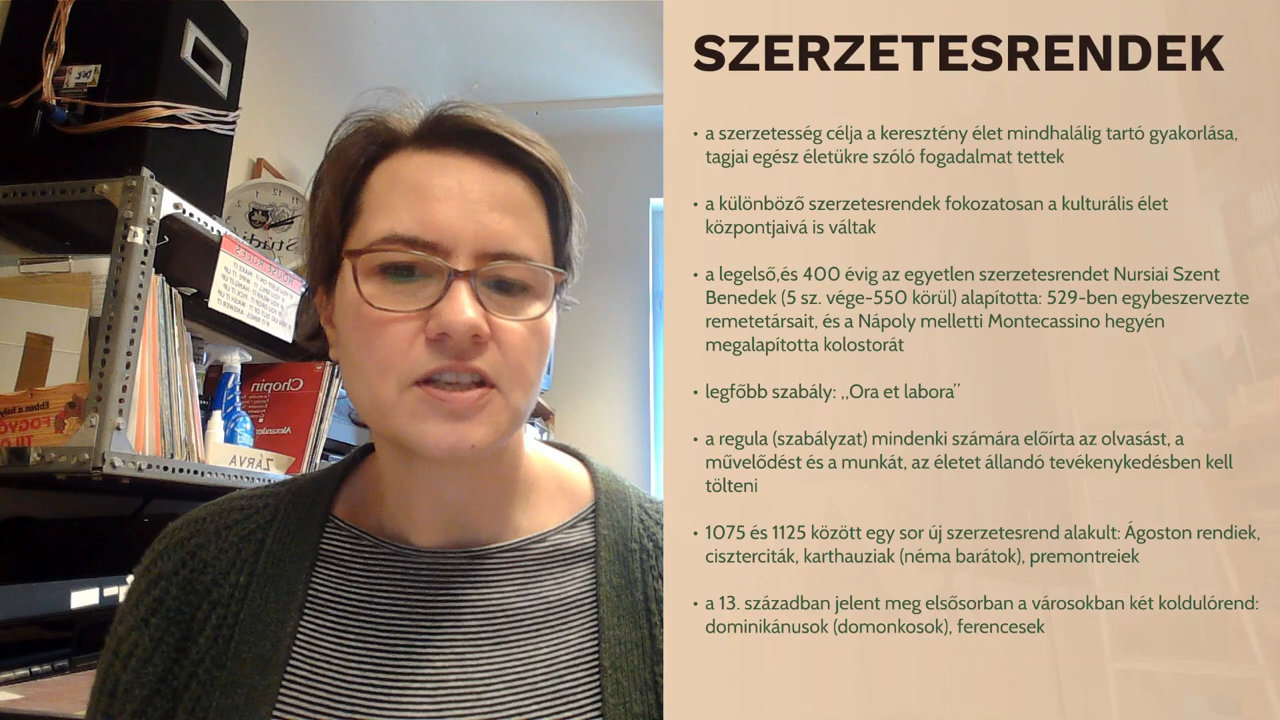 SZERZETESRENDEK
• a szerzetesség célja a keresztény élet mindhalálig tartó gyakorlása,
tagjai egész életükre szóló fogadalmat tettek
• a különböző szerzetesrendek fokozatosan a kulturális élet
központjaivá is váltak
• a legelső,és 400 évig az egyetlen szerzetesrendet Nursiai Szent
Benedek (5 sz. vége-550 körül) alapította: 529-ben egybeszervezte
remetetársait, és a Nápoly melletti Montecassino hegyén
megalapította kolostorát
• legfőbb szabály: ,,Ora et labora’’
• a regula (szabályzat) mindenki számára előírta az olvasást, a
művelődést és a munkát, az életet állandó tevékenykedésben kell
tölteni
• 1075 és 1125 között egy sor új szerzetesrend alakult: Ágoston rendiek,
ciszterciták, karthauziak (néma barátok), premontreiek
• a 13. században jelent meg elsősorban a városokban két koldulórend:
dominikánusok (domonkosok), ferencesek
HOUSE RULES
Chopin
Alexander
ZÁRVA